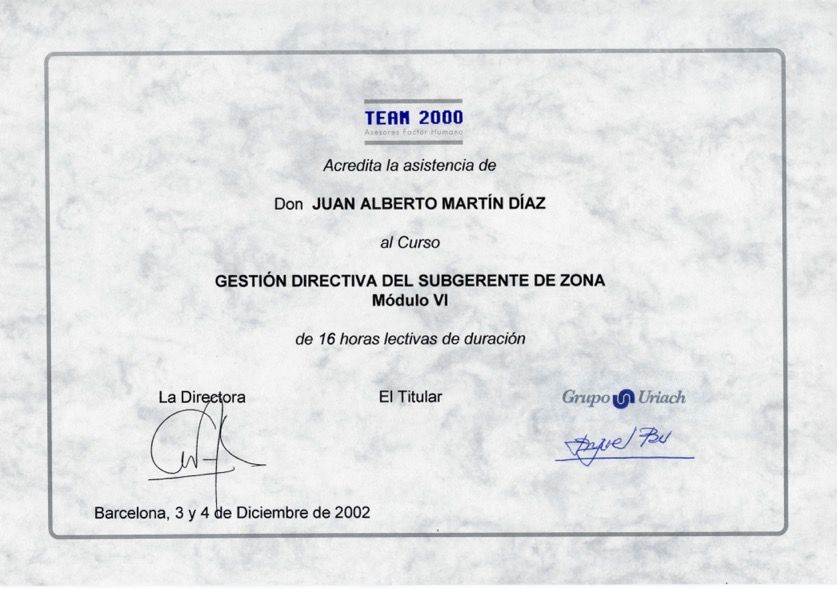 TEAM 2000
Asesores Factor Humano
Acredita la asistencia de
Don JUAN ALBERTO MARTÍN DÍAZ
al Curso
GESTIÓN DIRECTIVA DEL SUBGERENTE DE ZONA
Módulo VI
de 16 horas lectivas de duración
La Directora
El Titular
Grupo Uriach
Barcelona, 3 y 4 de Diciembre de 2002